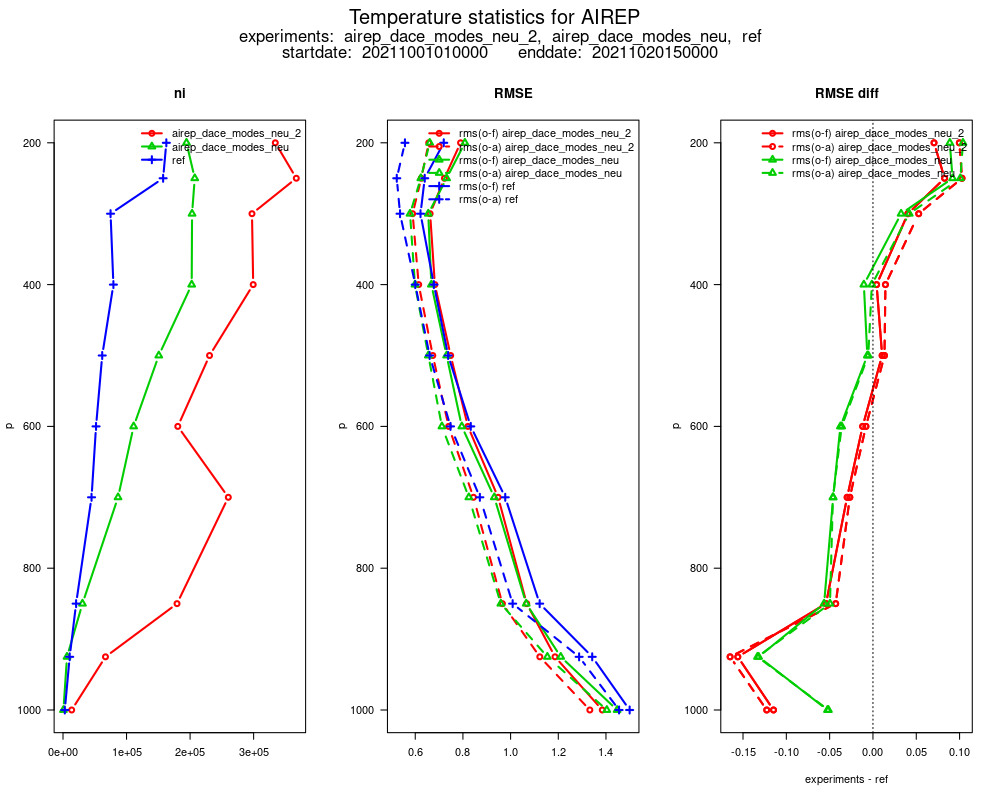 Temperature statistics for AIREP
experiments: airep_dace_modes_neu_2, airep_dace_modes_neu, ref
startdate: 20211001010000 enddate: 20211020150000
ni
airep_dace_modes_neu_2
airep_dace_modes_neu
ref
p
200
400
600
800
1000
0e+00 1e+05 2e+05 3e+05
RMSE
rms(o-f) airep_dace_modes_neu_2
rms(o-a) airep_dace_modes_neu_2
rms(o-f) airep_dace_modes_neu
rms(o-a) airep_dace_modes_neu
rms(o-f) ref
rms(o-a) ref
p
200
400
600
800
1000
0.6 0.8 1.0 1.2 1.4
RMSE diff
rms(o-f) airep_dace_modes_neu_2
rms(o-a) airep_dace_modes_neu_2
rms(o-f) airep_dace_modes_neu
rms(o-a) airep_dace_modes_neu
p
200
400
600
800
1000
-0.15 -0.10 -0.05 0.00 0.05 0.10
experiments - ref